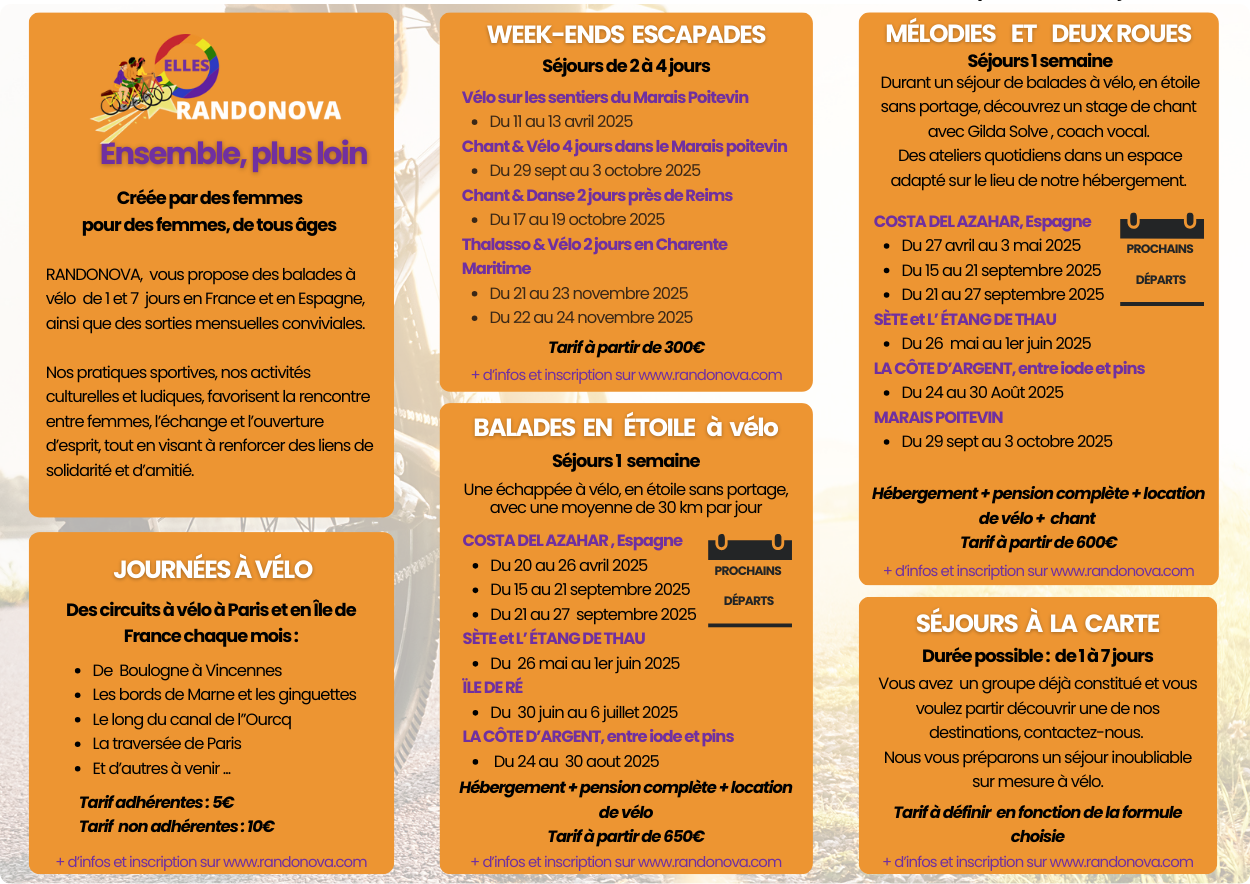 ELLES
RANDONOVA
Ensemble, plus loin
Créée par des femmes
pour des femmes, de tous âges
RANDONOVA, vous propose des balades à
vélo de 1 et 7 jours en France et en Espagne,
ainsi que des sorties mensuelles conviviales.
Nos pratiques sportives, nos activités
culturelles et ludiques, favorisent la rencontre
entre femmes, l’échange et l’ouverture
d’esprit, tout en visant à renforcer des liens de
solidarité et d’amitié.
JOURNÉES À VÉLO
Des circuits à vélo à Paris et en Île de
France chaque mois :
• De Boulogne à Vincennes
• Les bords de Marne et les ginguettes
• Le long du canal de l’’Ourcq
• La traversée de Paris
• Et d’autres à venir ...
Tarif adhérentes : 5€
Tarif non adhérentes : 10€
+ d’infos et inscription sur www.randonova.com
WEEK-ENDS ESCAPADES
Séjours de 2 à 4 jours
Vélo sur les sentiers du Marais Poitevin
• Du 11 au 13 avril 2025
Chant & Vélo 4 jours dans le Marais poitevin
• Du 29 sept au 3 octobre 2025
Chant & Danse 2 jours près de Reims
• Du 17 au 19 octobre 2025
Thalasso & Vélo 2 jours en Charente
Maritime
• Du 21 au 23 novembre 2025
• Du 22 au 24 novembre 2025
Tarif à partir de 300€
+ d’infos et inscription sur www.randonova.com
BALADES EN ÉTOILE à vélo
Séjours 1 semaine
Une échappée à vélo, en étoile sans portage,
avec une moyenne de 30 km par jour
COSTA DEL AZAHAR , Espagne
• Du 20 au 26 avril 2025
• Du 15 au 21 septembre 2025
• Du 21 au 27 septembre 2025
PROCHAINS
DÉPARTS
SÈTE et L’ ÉTANG DE THAU
• Du 26 mai au 1er juin 2025
ÎLE DE RÉ
• Du 30 juin au 6 juillet 2025
LA CÔTE D’ARGENT, entre iode et pins
• Du 24 au 30 aout 2025
Hébergement + pension complète + location
de vélo
Tarif à partir de 650€
+ d’infos et inscription sur www.randonova.com
MÉLODIES ET DEUX ROUES
Séjours 1 semaine
Durant un séjour de balades à vélo, en étoile
sans portage, découvrez un stage de chant
avec Gilda Solve , coach vocal.
Des ateliers quotidiens dans un espace
adapté sur le lieu de notre hébergement.
COSTA DEL AZAHAR, Espagne
• Du 27 avril au 3 mai 2025
• Du 15 au 21 septembre 2025
• Du 21 au 27 septembre 2025
PROCHAINS
DÉPARTS
SÈTE et L’ ÉTANG DE THAU
• Du 26 mai au 1er juin 2025
LA CÔTE D’ARGENT, entre iode et pins
• Du 24 au 30 Août 2025
MARAIS POITEVIN
• Du 29 sept au 3 octobre 2025
Hébergement + pension complète + location
de vélo + chant
Tarif à partir de 600€
+ d’infos et inscription sur www.randonova.com
SÉJOURS À LA CARTE
Durée possible : de 1 à 7 jours
Vous avez un groupe déjà constitué et vous
voulez partir découvrir une de nos
destinations, contactez-nous.
Nous vous préparons un séjour inoubliable
sur mesure à vélo.
Tarif à définir en fonction de la formule
choisie
+ d’infos et inscription sur www.randonova.com